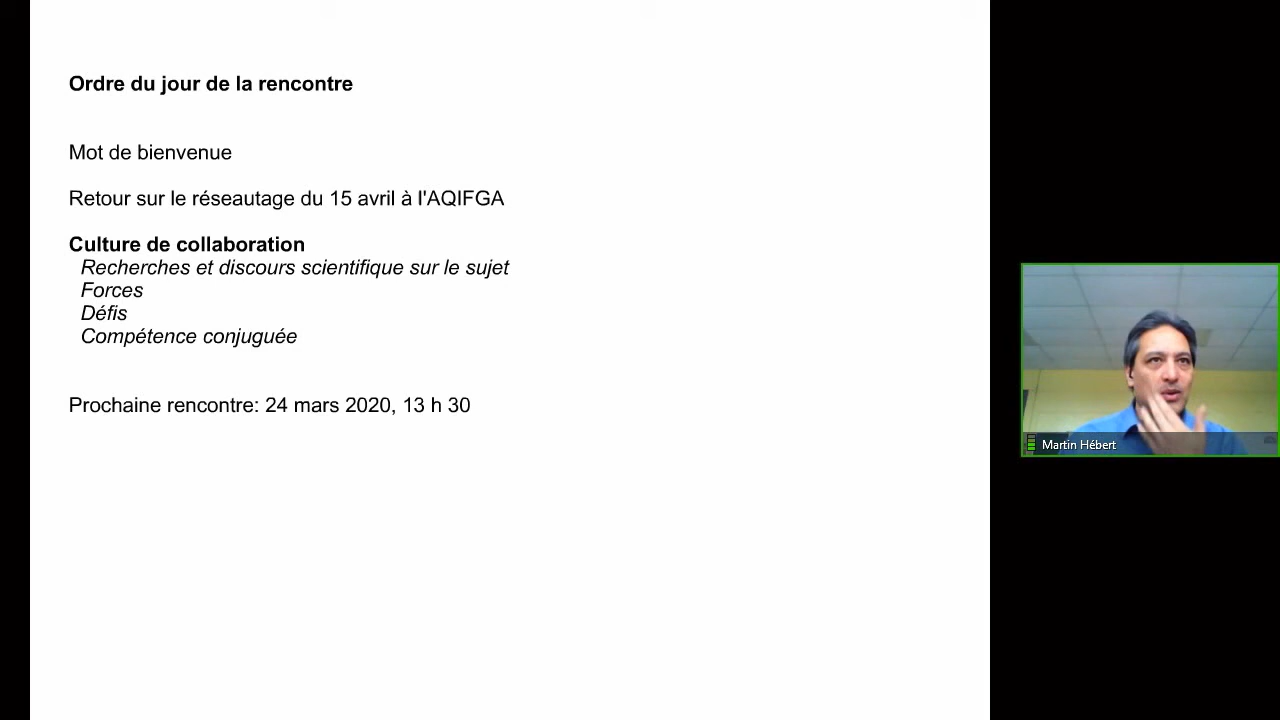 Ordre du jour de la rencontre
Mot de bienvenue
Retour sur le réseautage du 15 avril à l'AQIFGA
Culture de collaboration
Recherches et discours scientifique sur le sujet
Forces
Défis
Compétence conjuguée
Prochaine rencontre: 24 mars 2020, 13 h 30
Martin Hébert